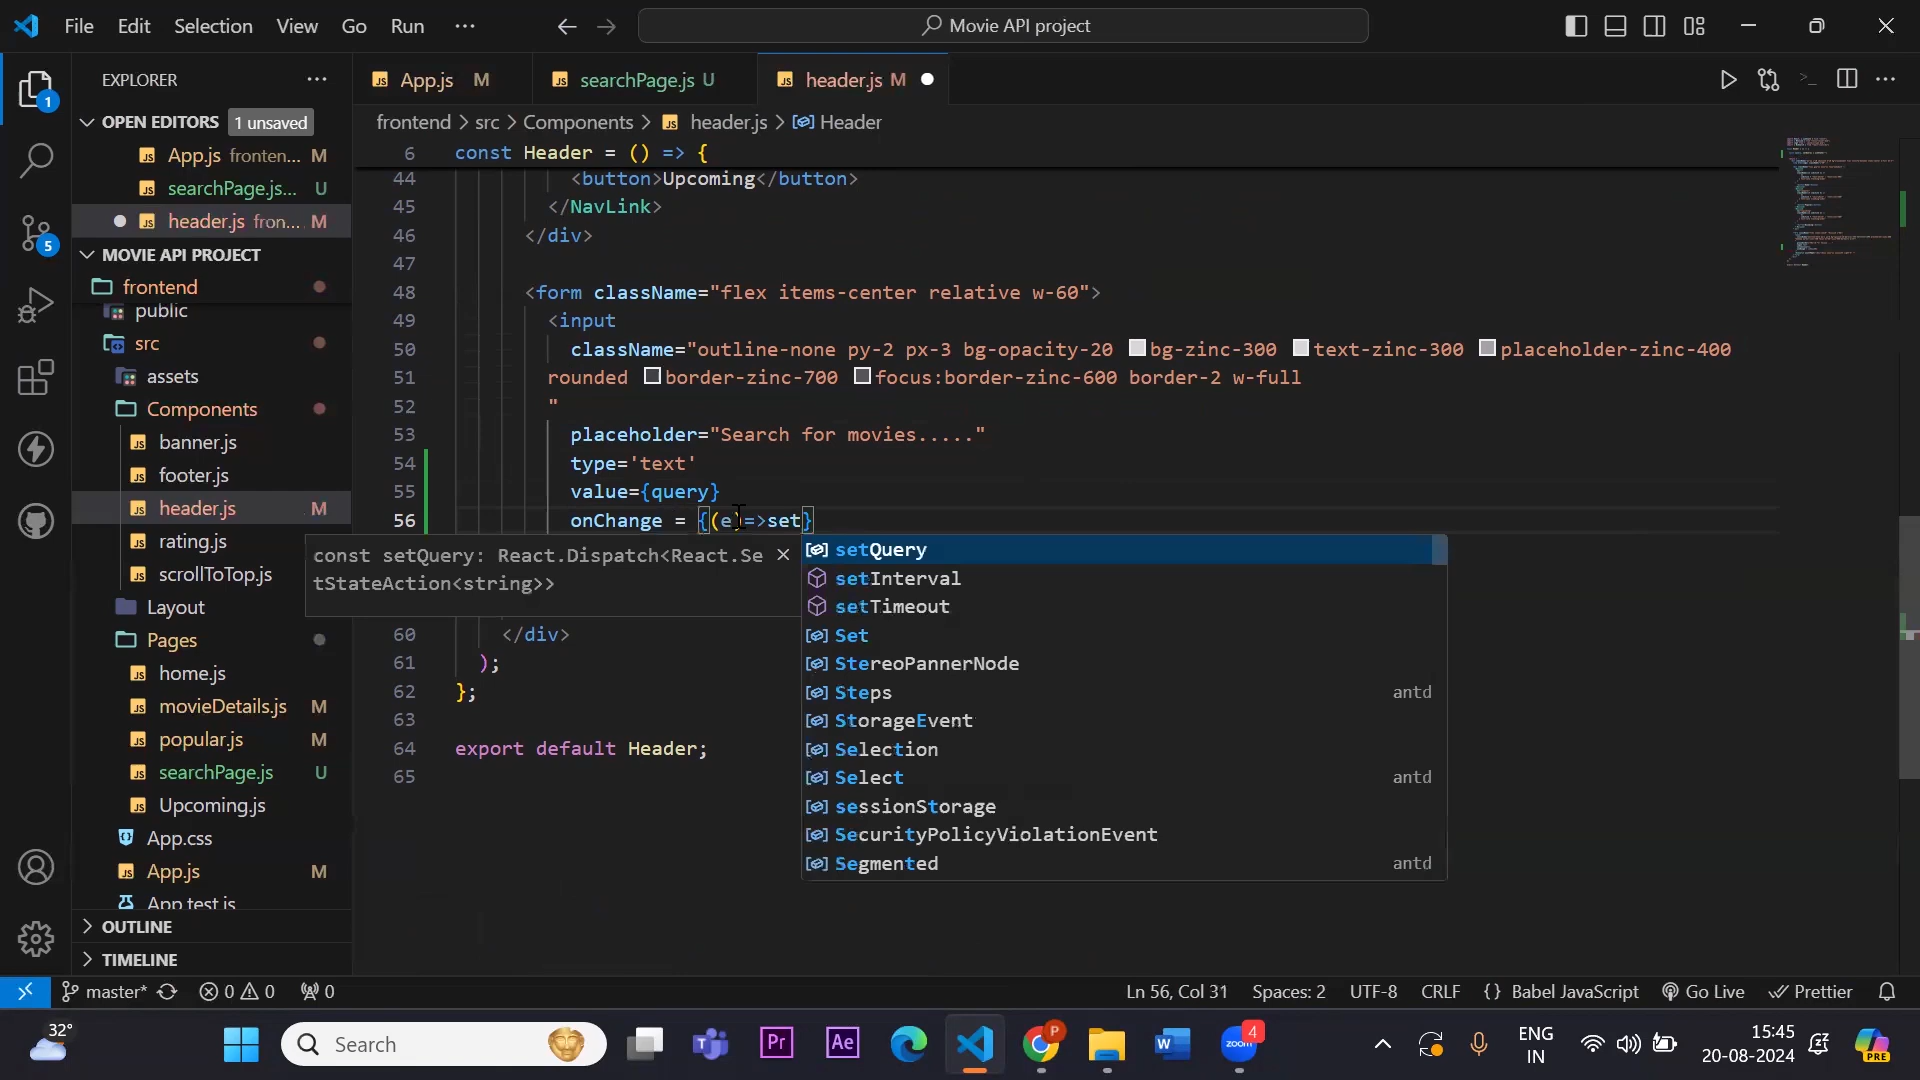 File Edit Selection View Go Run ...
Movie API project
EXPLORER
1
App.js M
searchPage.js U
header.js M
OPEN EDITORS 1 unsaved
frontend > src > Components > header.js > Header
App.js fronten... M
searchPage.js... U
header.js fron... M
5
MOVIE API PROJECT
frontend
public
src
assets
Components
banner.js
footer.js
header.js M
rating.js
scrollToTop.js
Layout
Pages
home.js
movieDetails.js M
popular.js M
searchPage.js U
Upcoming.js
App.css
App.js M
App.test.js
OUTLINE
TIMELINE
6 const Header = () => {
44 <button>Upcoming</button>
45 </NavLink>
46 </div>
47
48 <form className="flex items-center relative w-60">
49 <input
50 className="outline-none py-2 px-3 bg-opacity-20 bg-zinc-300 text-zinc-300 placeholder-zinc-400
51 rounded border-zinc-700 focus:border-zinc-600 border-2 w-full
52 "
53 placeholder="Search for movies....."
54 type='text'
55 value={query}
56 onChange = {(e)=>set}
const setQuery: React.Dispatch<React.Se
tStateAction<string>>
setQuery
setInterval
setTimeout
Set
StereoPannerNode
Steps antd
StorageEvent
Selection
Select antd
sessionStorage
SecurityPolicyViolationEvent
Segmented antd
60 </div>
61 );
62 };
63
64 export default Header;
65
master* 0 0 0
Ln 56, Col 31 Spaces: 2 UTF-8 CRLF {} Babel JavaScript Go Live Prettier
32°
Search
Pr
Ae
P
W
zoom
4
ENG
IN
15:45
20-08-2024
PRE